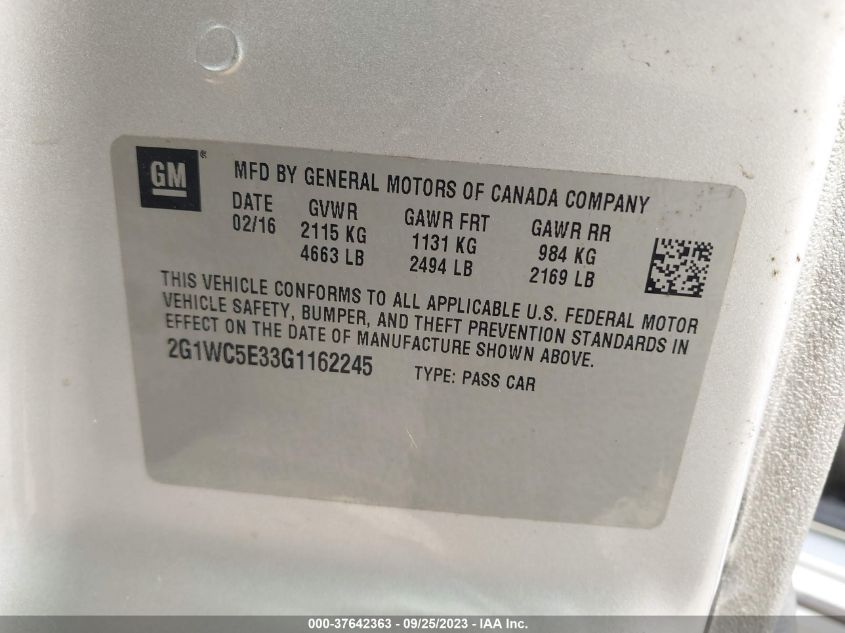 GM®
MFD BY GENERAL MOTORS OF CANADA COMPANY
DATE GVWR GAWR FRT GAWR RR
02/16 2115 KG 1131 KG 984 KG
4663 LB 2494 LB 2169 LB
THIS VEHICLE CONFORMS TO ALL APPLICABLE U.S. FEDERAL MOTOR
VEHICLE SAFETY, BUMPER, AND THEFT PREVENTION STANDARDS IN
EFFECT ON THE DATE OF MANUFACTURE SHOWN ABOVE.
2G1WC5E33G1162245 TYPE: PASS CAR
000-37642363 - 09/25/2023 - IAA Inc.